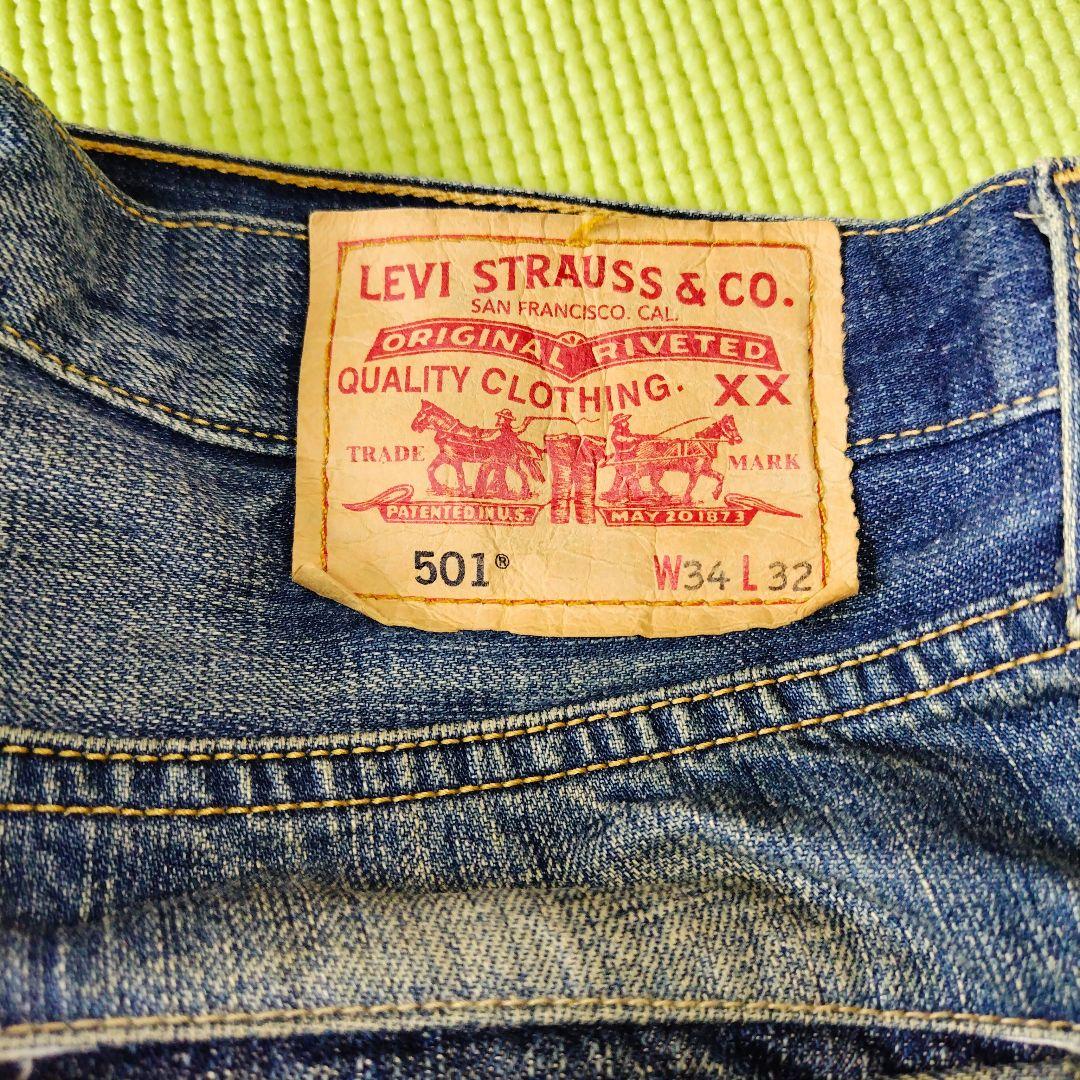 LEVI STRAUSS & CO.
SAN FRANCISCO. CAL.
ORIGINAL RIVETED
QUALITY CLOTHING. XX
TRADE MARK
PATENTED IN U.S. MAY 20 1873
501® W34 L32